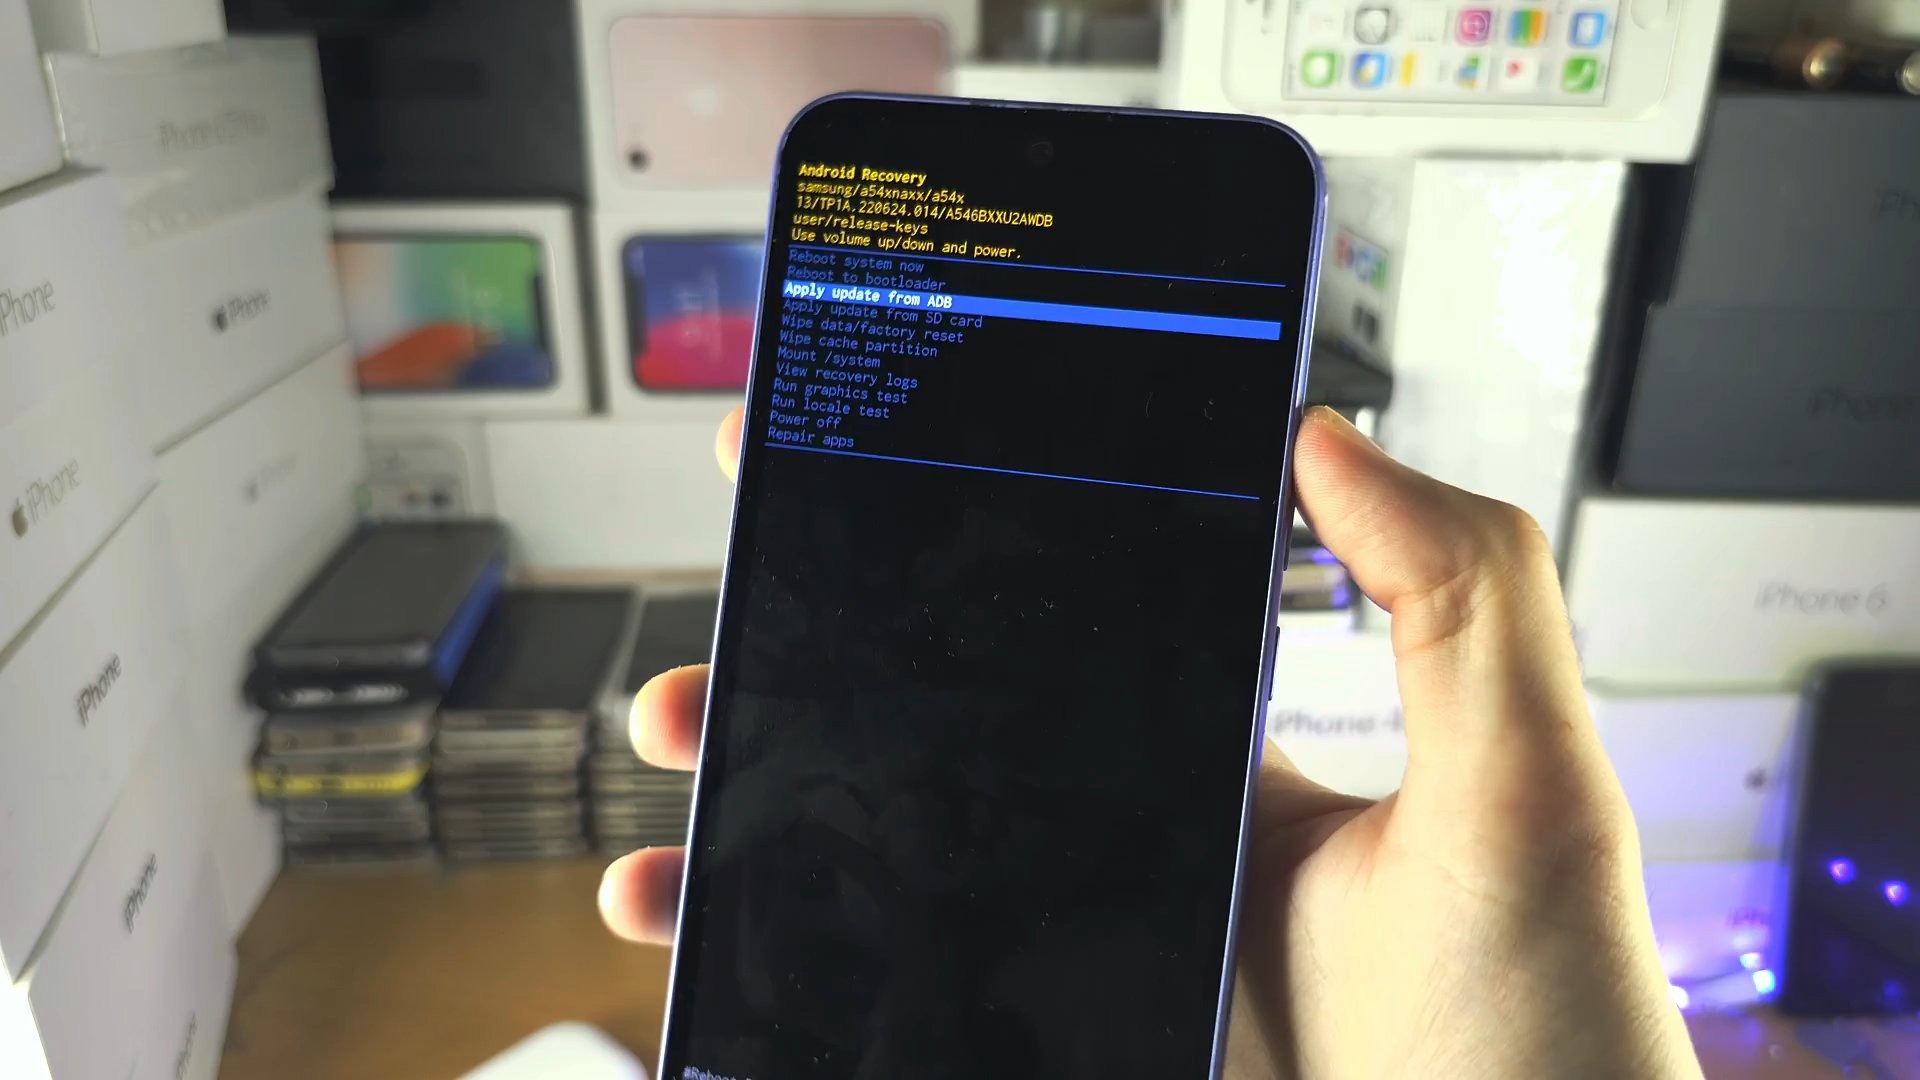 Android Recovery
samsung/a54xnaxx/a54x
13/TP1A.220624.014/A546BXXU2AWDB
user/release-keys
Use volume up/down and power.
Reboot system now
Reboot to bootloader
Apply update from ADB
Apply update from SD card
Wipe data/factory reset
Wipe cache partition
Mount /system
View recovery logs
Run graphics test
Run locale test
Power off
Repair apps
#Reboot
iPhone
iPhone
iPhone
iPhone
iPhone
iPhone 6
iPhone